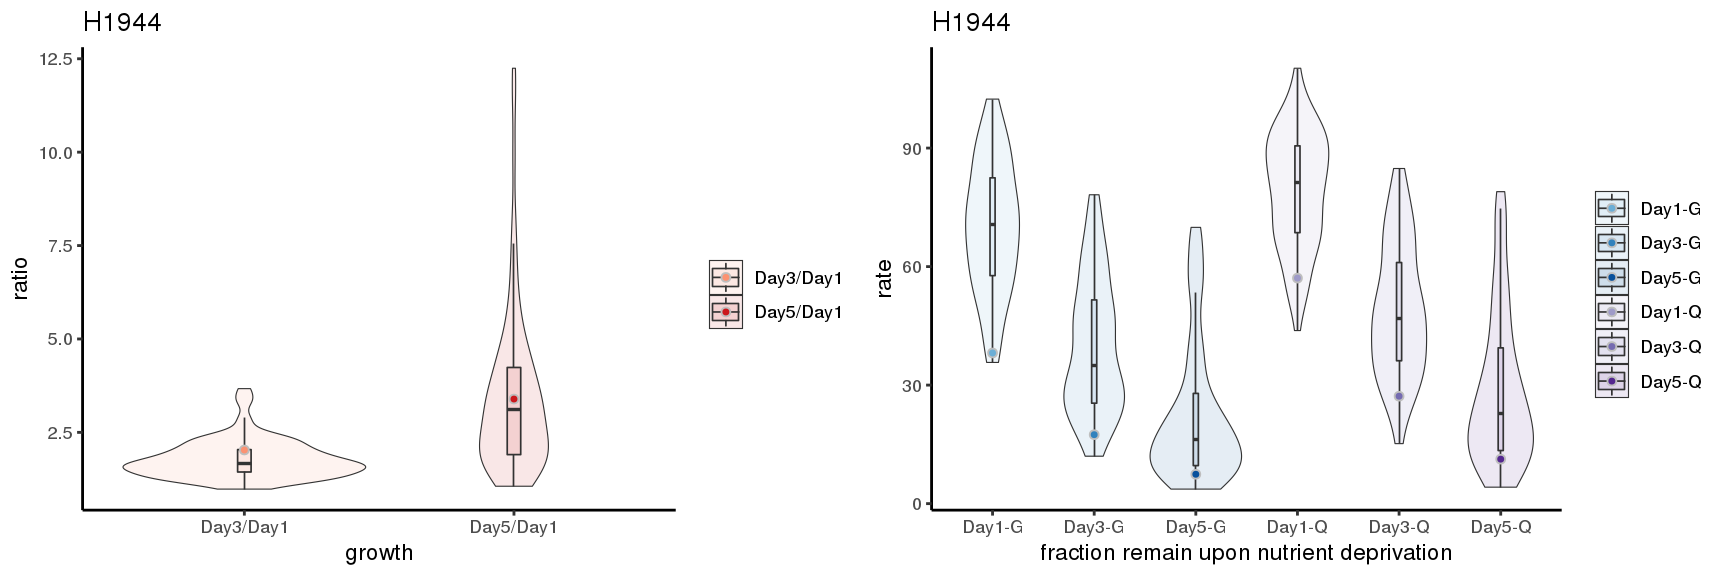 H1944
12.5
10.0
7.5
5.0
2.5
ratio
Day3/Day1
Day5/Day1
growth
Day3/Day1
Day5/Day1
H1944
90
60
30
0
rate
Day1-G
Day3-G
Day5-G
Day1-Q
Day3-Q
Day5-Q
fraction remain upon nutrient deprivation
Day1-G
Day3-G
Day5-G
Day1-Q
Day3-Q
Day5-Q